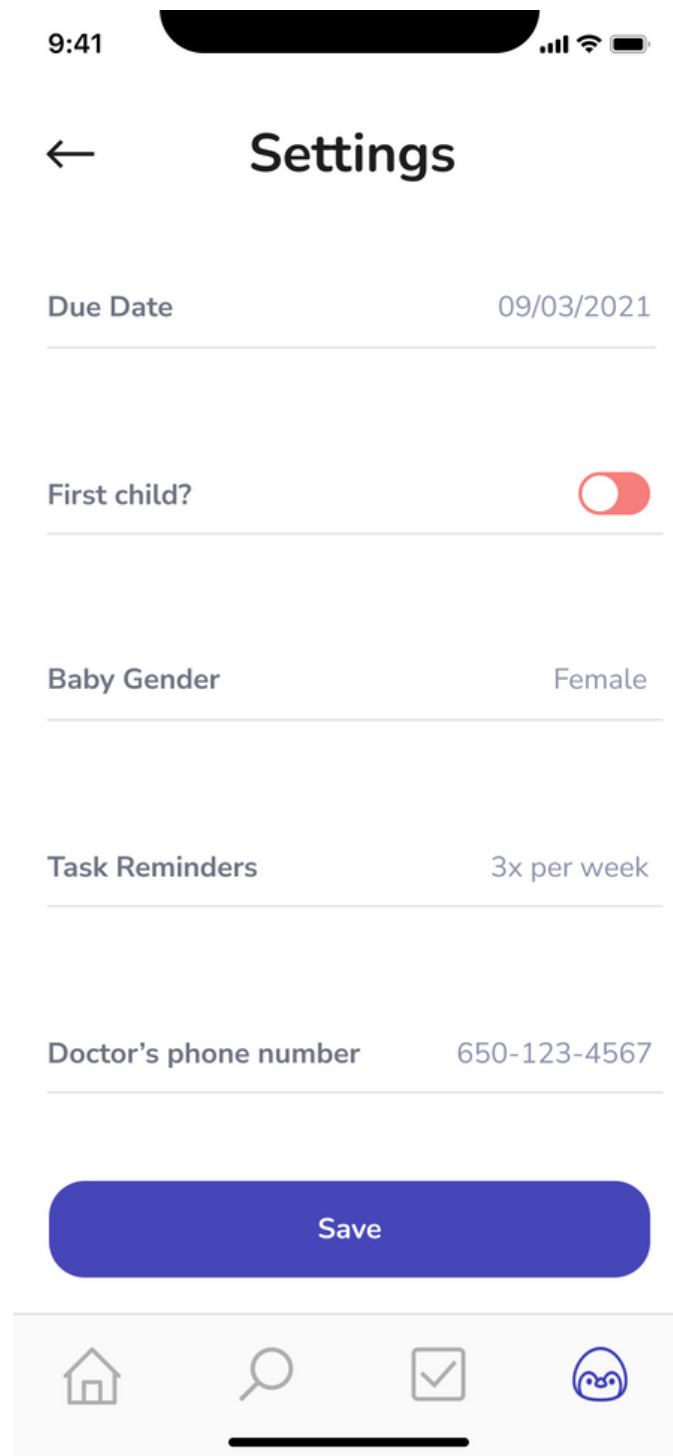 9:41
Settings
Due Date 09/03/2021
First child?
Baby Gender Female
Task Reminders 3x per week
Doctor’s phone number 650-123-4567
Save